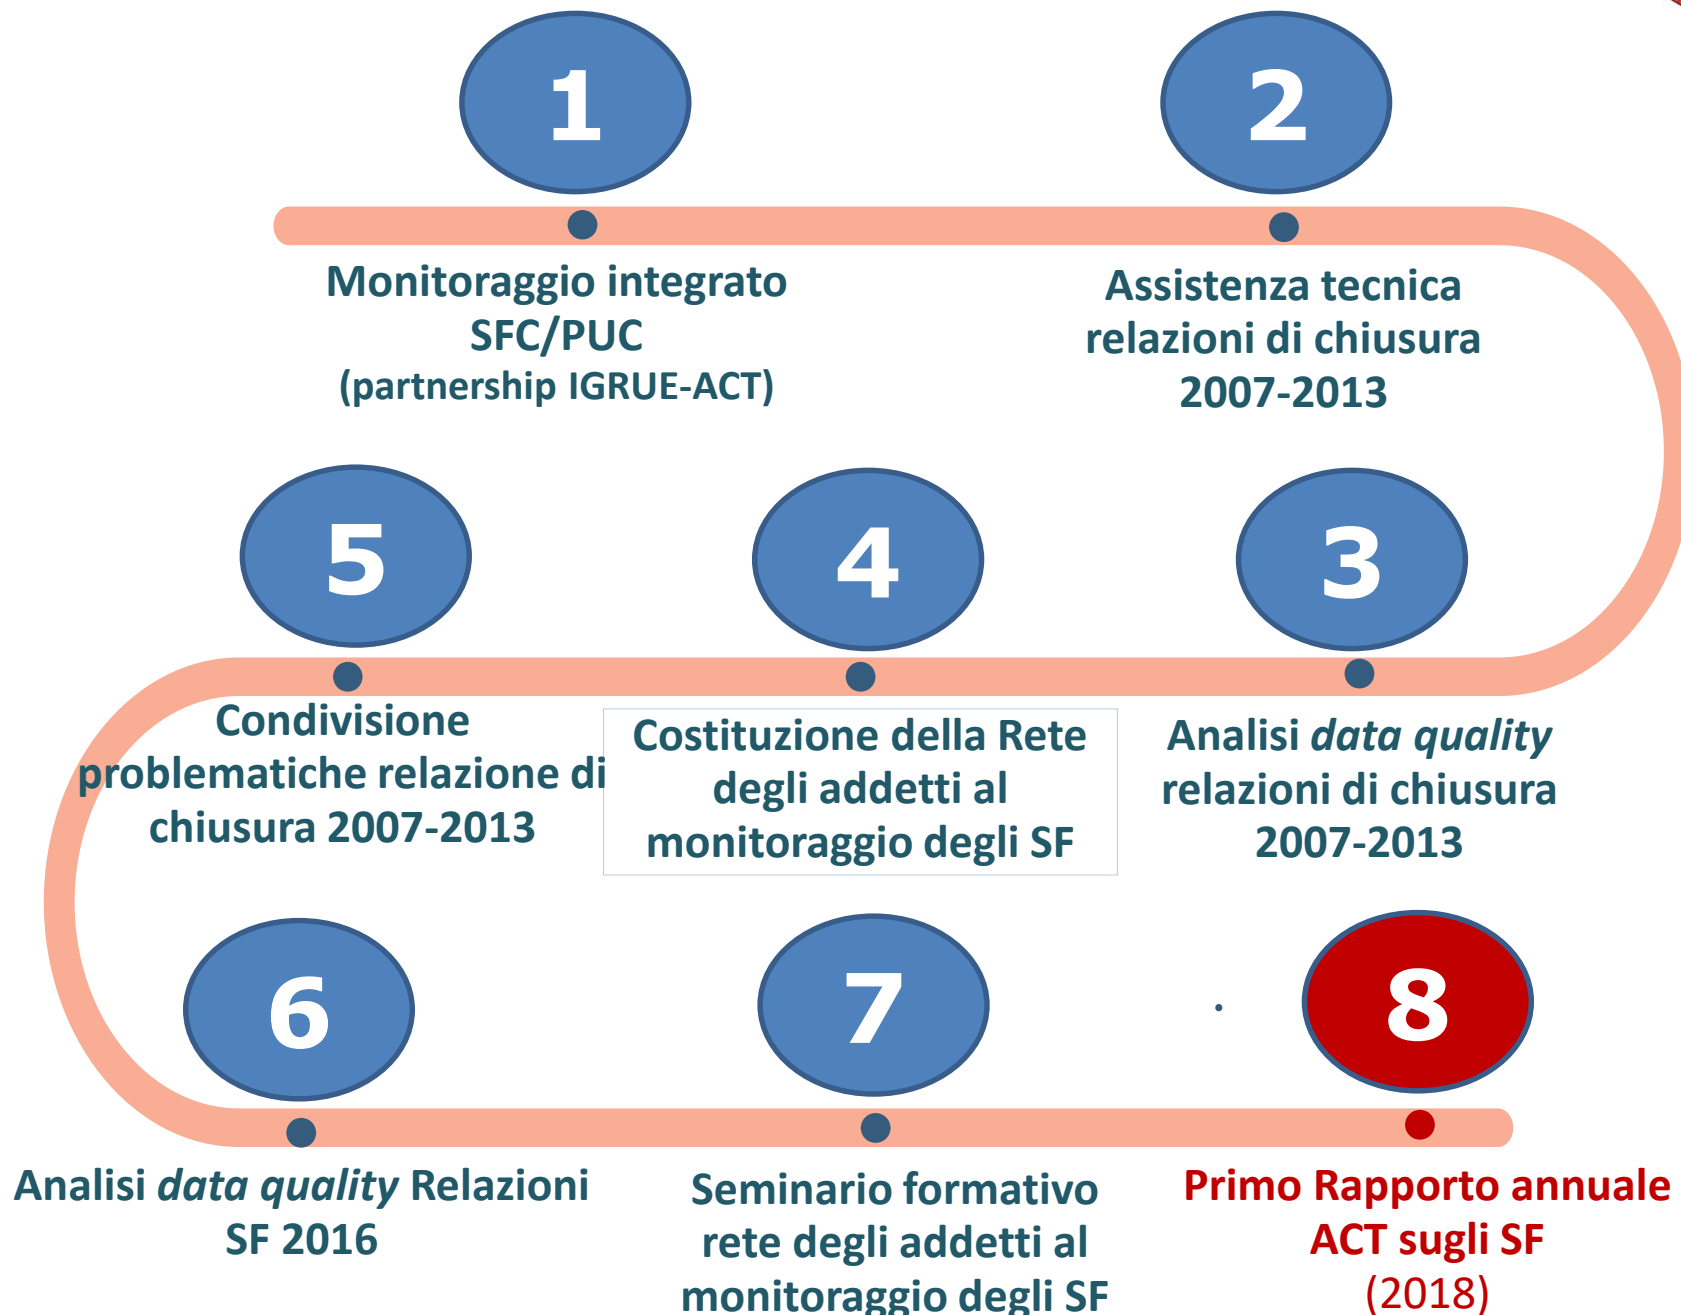 1
Monitoraggio integrato
SFC/PUC
(partnership IGRUE-ACT)
2
Assistenza tecnica
relazioni di chiusura
2007-2013
3
Analisi data quality
relazioni di chiusura
2007-2013
4
Costituzione della Rete
degli addetti al
monitoraggio degli SF
5
Condivisione
problematiche relazione di
chiusura 2007-2013
6
Analisi data quality Relazioni
SF 2016
7
Seminario formativo
rete degli addetti al
monitoraggio degli SF
.
8
Primo Rapporto annuale
ACT sugli SF
(2018)